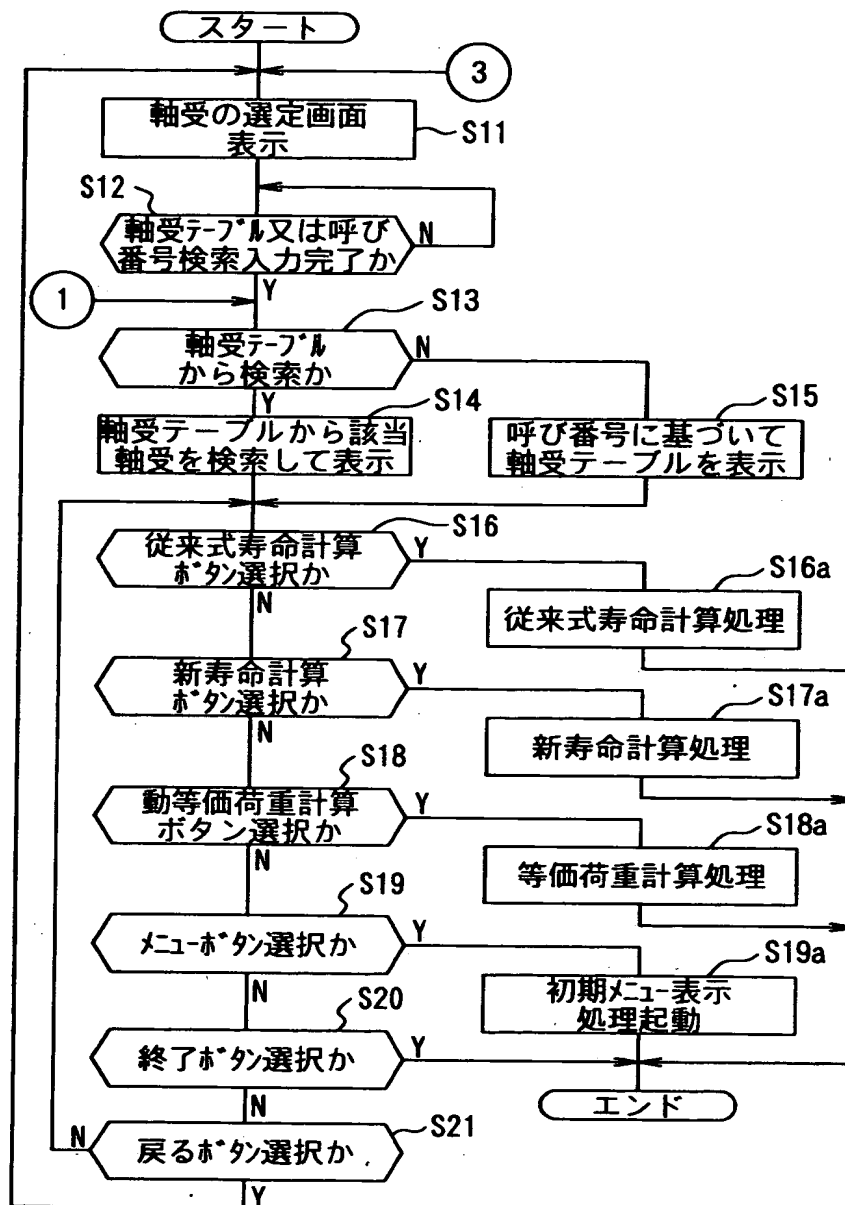 スタート
3
軸受の選定画面
表示
S11
S12
軸受テーブル又は呼び
番号検索入力完了か
N
Y
1
S13
軸受テーブル
から検索か
N
Y
S14
軸受テーブルから該当
軸受を検索して表示
S15
呼び番号に基づいて
軸受テーブルを表示
S16
従来式寿命計算
ボタン選択か
Y
N
S16a
従来式寿命計算処理
S17
新寿命計算
ボタン選択か
Y
N
S17a
新寿命計算処理
S18
動等価荷重計算
ボタン選択か
Y
N
S18a
等価荷重計算処理
S19
メニューボタン選択か
Y
N
S19a
初期メニュー表示
処理起動
S20
終了ボタン選択か
Y
N
エンド
S21
戻るボタン選択か
N
Y